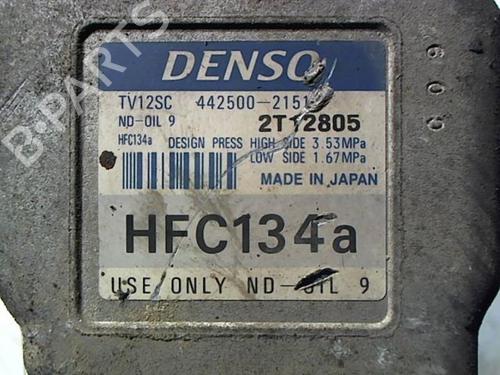 DENSO
TV12SC 442500-2151
ND-OIL 9 2T12805
HFC134a DESIGN PRESS HIGH SIDE 3.53MPa
LOW SIDE 1.67MPa
MADE IN JAPAN
HFC134a
USE ONLY ND-OIL 9
609
B-PARTS